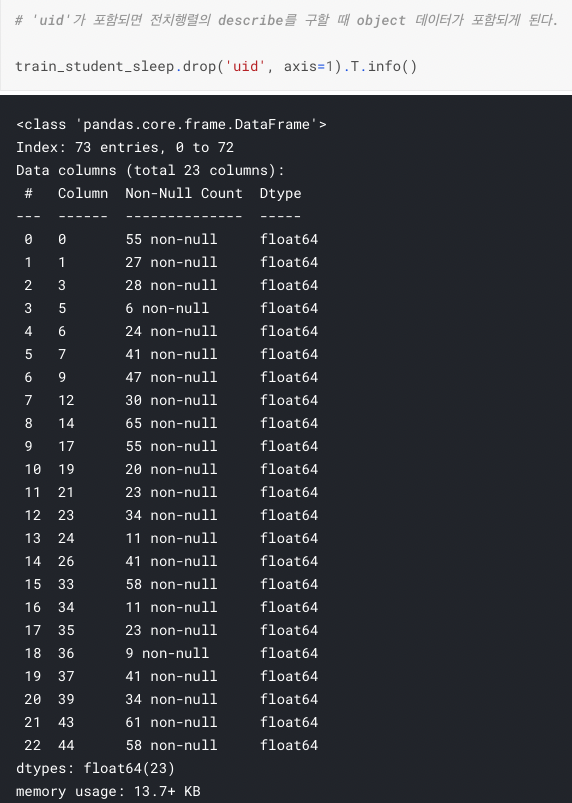 # 'uid'가 포함되면 전치행렬의 describe를 구할 때 object 데이터가 포함되게 된다.
train_student_sleep.drop('uid', axis=1).T.info()
<class 'pandas.core.frame.DataFrame'>
Index: 73 entries, 0 to 72
Data columns (total 23 columns):
 #   Column  Non-Null Count  Dtype
---  ------  --------------  -----
 0   0       55 non-null     float64
 1   1       27 non-null     float64
 2   3       28 non-null     float64
 3   5       6 non-null      float64
 4   6       24 non-null     float64
 5   7       41 non-null     float64
 6   9       47 non-null     float64
 7   12      30 non-null     float64
 8   14      65 non-null     float64
 9   17      55 non-null     float64
 10  19      20 non-null     float64
 11  21      23 non-null     float64
 12  23      34 non-null     float64
 13  24      11 non-null     float64
 14  26      41 non-null     float64
 15  33      58 non-null     float64
 16  34      11 non-null     float64
 17  35      23 non-null     float64
 18  36      9 non-null      float64
 19  37      41 non-null     float64
 20  39      34 non-null     float64
 21  43      61 non-null     float64
 22  44      58 non-null     float64
dtypes: float64(23)
memory usage: 13.7+ KB